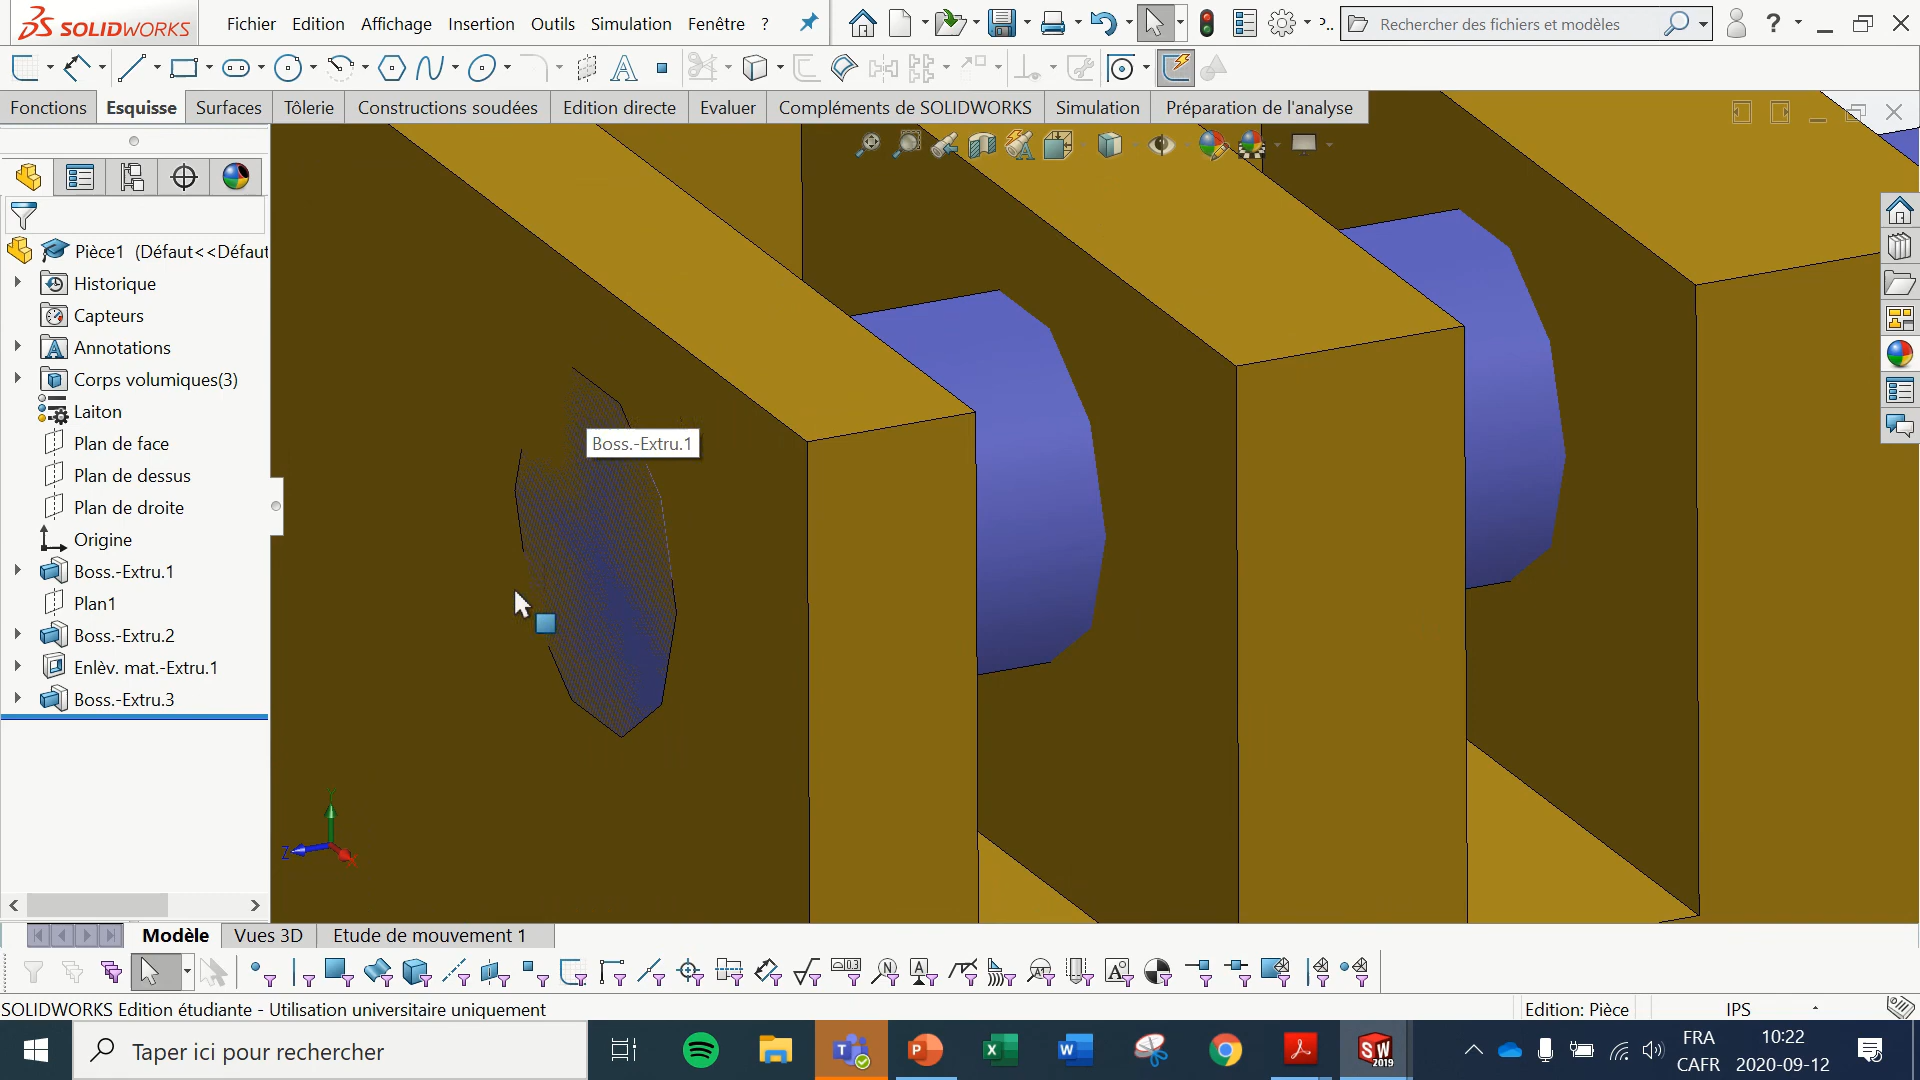 SOLIDWORKS
Fichier Edition Affichage Insertion Outils Simulation Fenêtre ?
Rechercher des fichiers et modèles
Fonctions Esquisse Surfaces Tôlerie Constructions soudées Edition directe Evaluer Compléments de SOLIDWORKS Simulation Préparation de l'analyse
Pièce1 (Défaut<<Défaut
Historique
Capteurs
Annotations
Corps volumiques(3)
Laiton
Plan de face
Plan de dessus
Plan de droite
Origine
Boss.-Extru.1
Plan1
Boss.-Extru.2
Enlèv. mat.-Extru.1
Boss.-Extru.3
Boss.-Extru.1
Y
Z
X
Modèle Vues 3D Etude de mouvement 1
SOLIDWORKS Edition étudiante - Utilisation universitaire uniquement
Edition: Pièce IPS
Taper ici pour rechercher
FRA 10:22
CAFR 2020-09-12